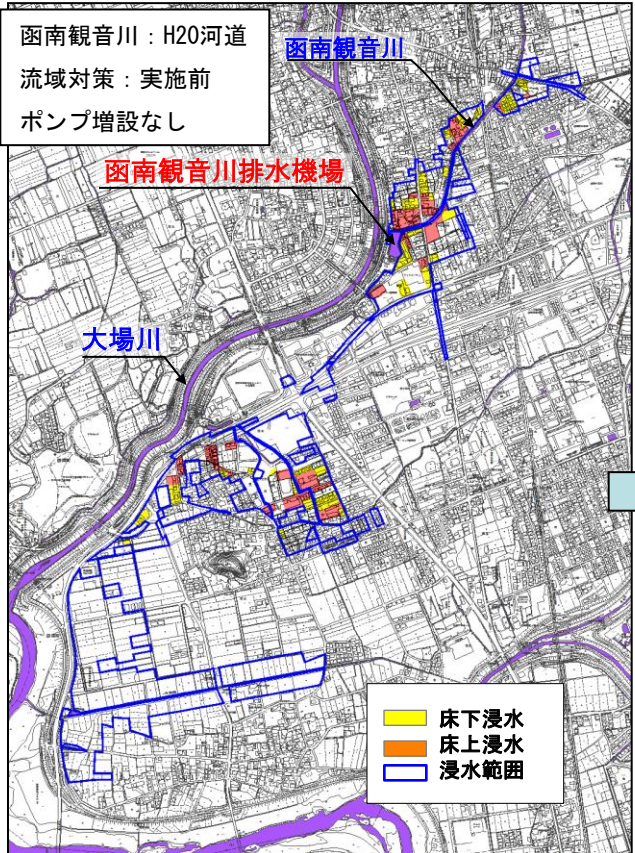 函南観音川：H20河道
流域対策：実施前
ポンプ増設なし
函南観音川
函南観音川排水機場
大場川
床下浸水
床上浸水
浸水範囲